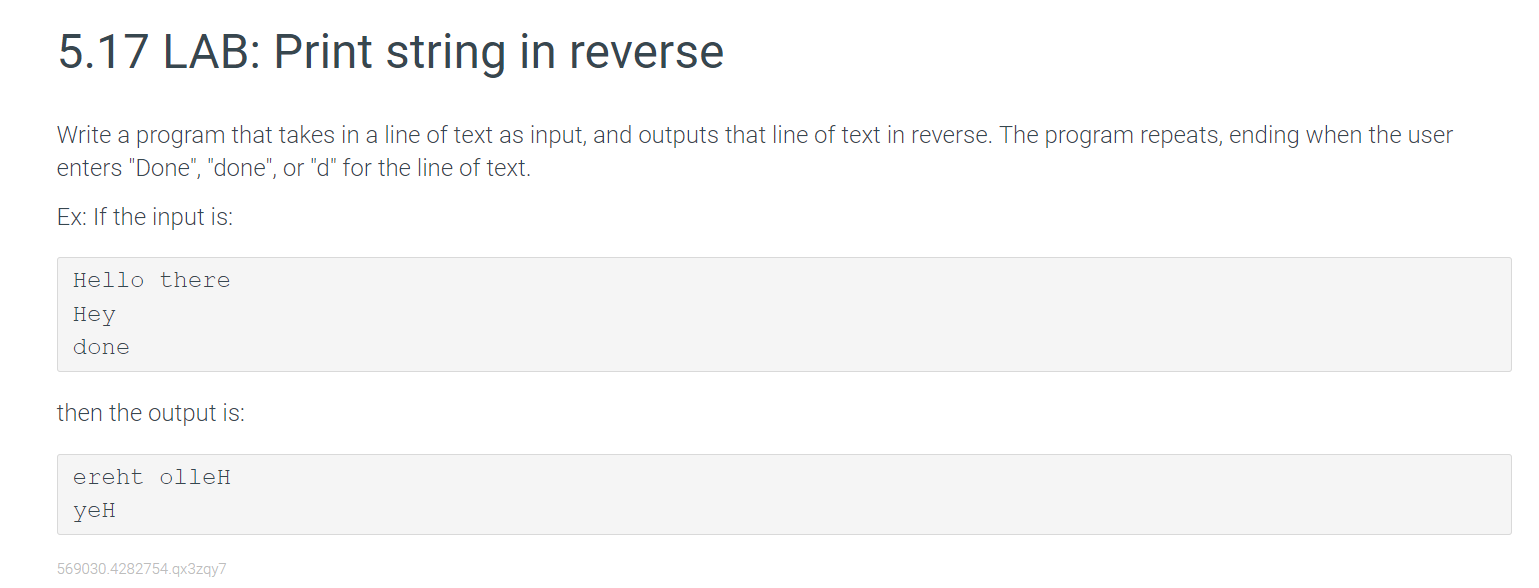 5.17 LAB: Print string in reverse
Write a program that takes in a line of text as input, and outputs that line of text in reverse. The program repeats, ending when the user
enters "Done", "done", or "d" for the line of text.
Ex: If the input is:
Hello there
Hey
done
then the output is:
ereht olleH
yeH
569030.4282754.qx3zqy7